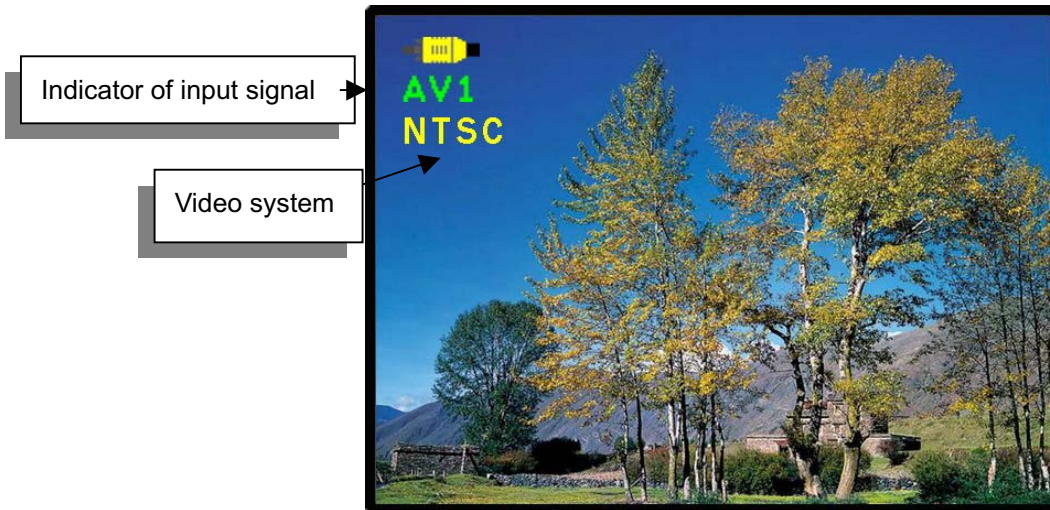 Indicator of input signal
AV1
NTSC
Video system